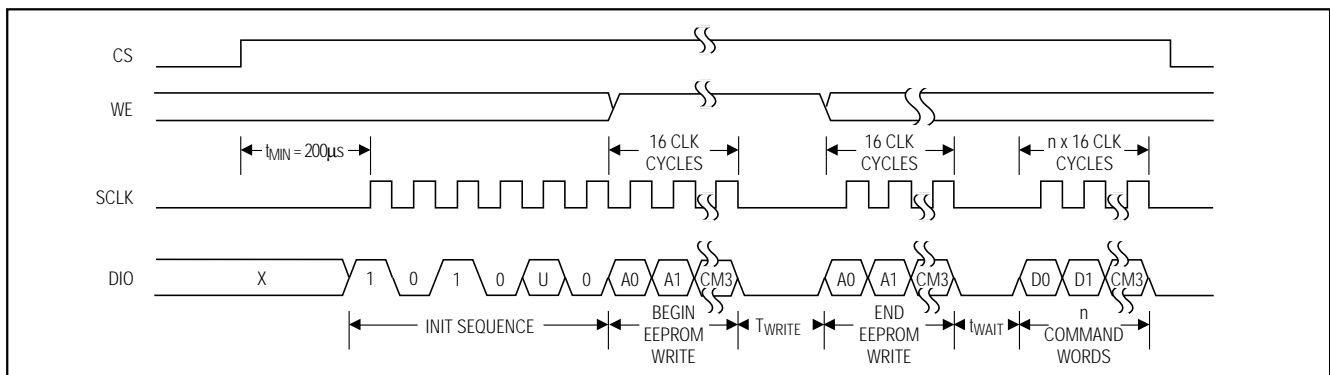 CS
WE
tMIN = 200µs
16 CLK
CYCLES
16 CLK
CYCLES
n x 16 CLK
CYCLES
SCLK
DIO
X
1
0
1
0
U
0
A0
A1
CM3
A0
A1
CM3
D0
D1
CM3
INIT SEQUENCE
BEGIN
EEPROM
WRITE
TWRITE
END
EEPROM
WRITE
tWAIT
n
COMMAND
WORDS